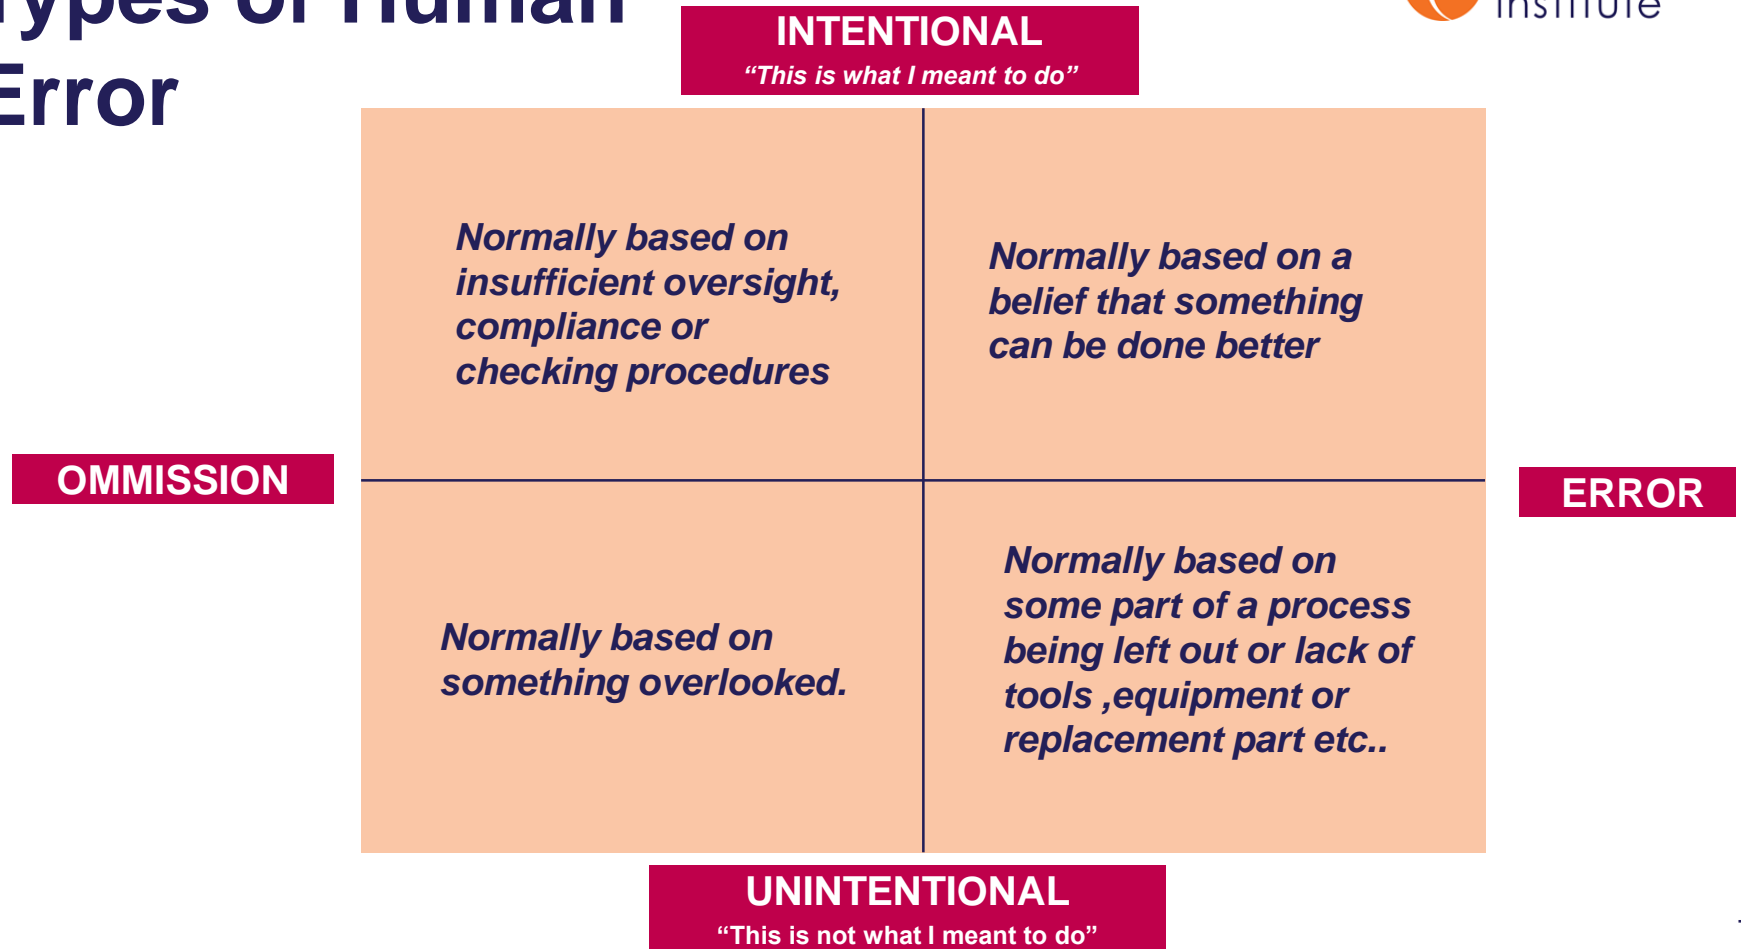 Types of Human
Error
institute
INTENTIONAL
“This is what I meant to do”
Normally based on
insufficient oversight,
compliance or
checking procedures
Normally based on a
belief that something
can be done better
OMMISSION
ERROR
Normally based on
something overlooked.
Normally based on
some part of a process
being left out or lack of
tools ,equipment or
replacement part etc..
UNINTENTIONAL
“This is not what I meant to do”